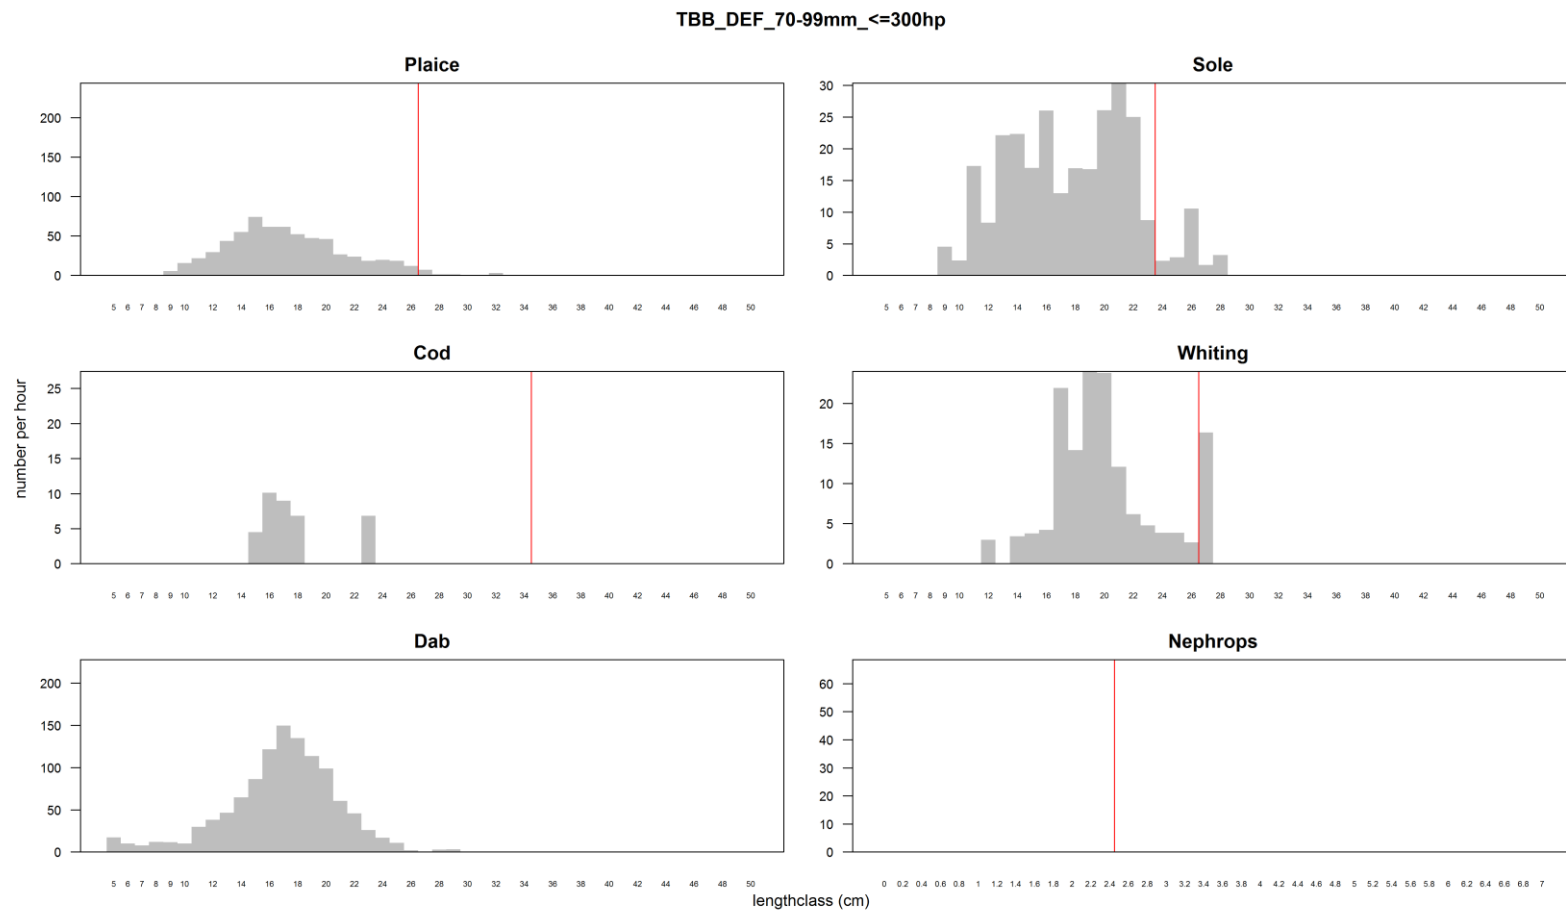 TBB_DEF_70-99mm_<=300hp
Plaice
200
150
100
50
0
5 6 7 8 9 10 12 14 16 18 20 22 24 26 28 30 32 34 36 38 40 42 44 46 48 50
Sole
30
25
20
15
10
5
0
5 6 7 8 9 10 12 14 16 18 20 22 24 26 28 30 32 34 36 38 40 42 44 46 48 50
number per hour
Cod
25
20
15
10
5
0
5 6 7 8 9 10 12 14 16 18 20 22 24 26 28 30 32 34 36 38 40 42 44 46 48 50
Whiting
20
15
10
5
0
5 6 7 8 9 10 12 14 16 18 20 22 24 26 28 30 32 34 36 38 40 42 44 46 48 50
Dab
200
150
100
50
0
5 6 7 8 9 10 12 14 16 18 20 22 24 26 28 30 32 34 36 38 40 42 44 46 48 50
Nephrops
60
50
40
30
20
10
0
0 0.2 0.4 0.6 0.8 1 1.2 1.4 1.6 1.8 2 2.2 2.4 2.6 2.8 3 3.2 3.4 3.6 3.8 4 4.2 4.4 4.6 4.8 5 5.2 5.4 5.6 5.8 6 6.2 6.4 6.6 6.8 7
lengthclass (cm)